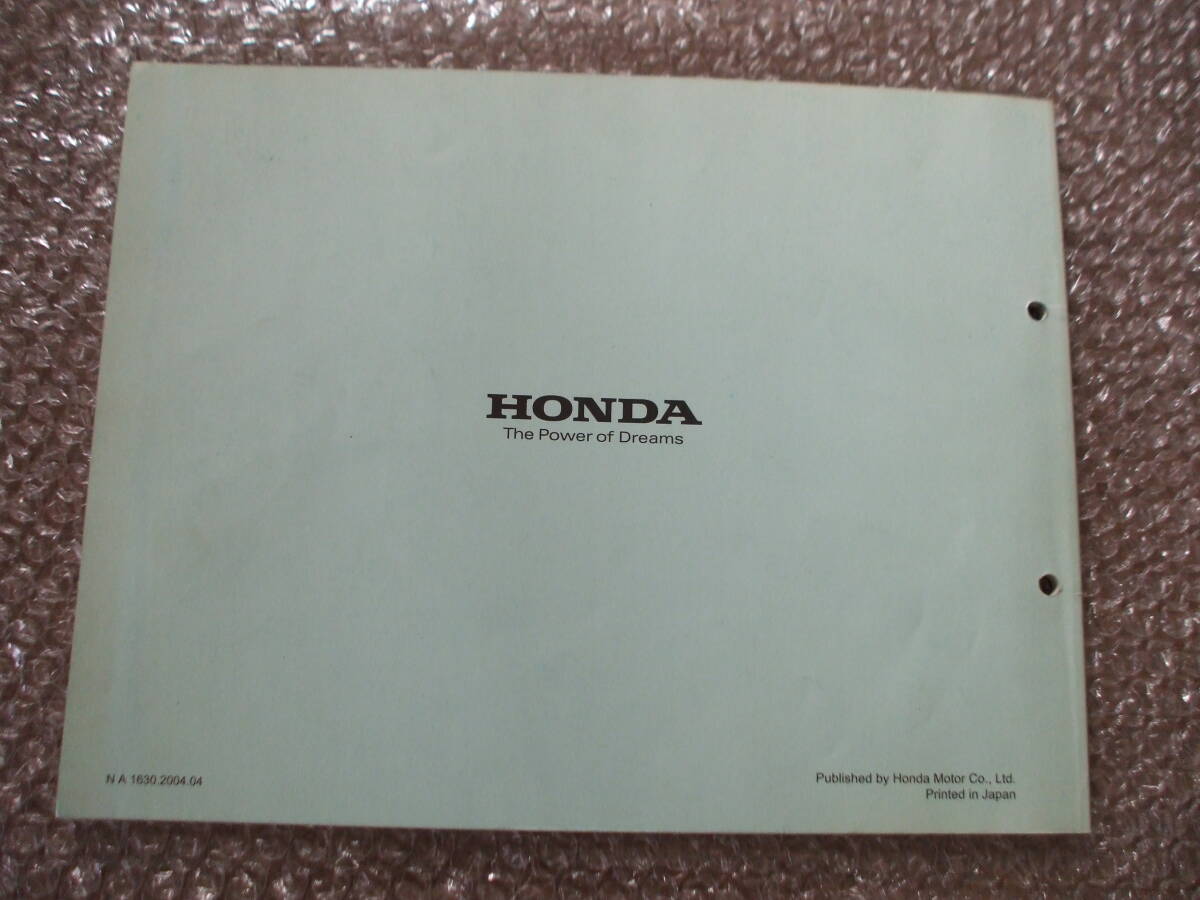 HONDA
The Power of Dreams
N A 1630.2004.04
Published by Honda Motor Co., Ltd.
Printed in Japan